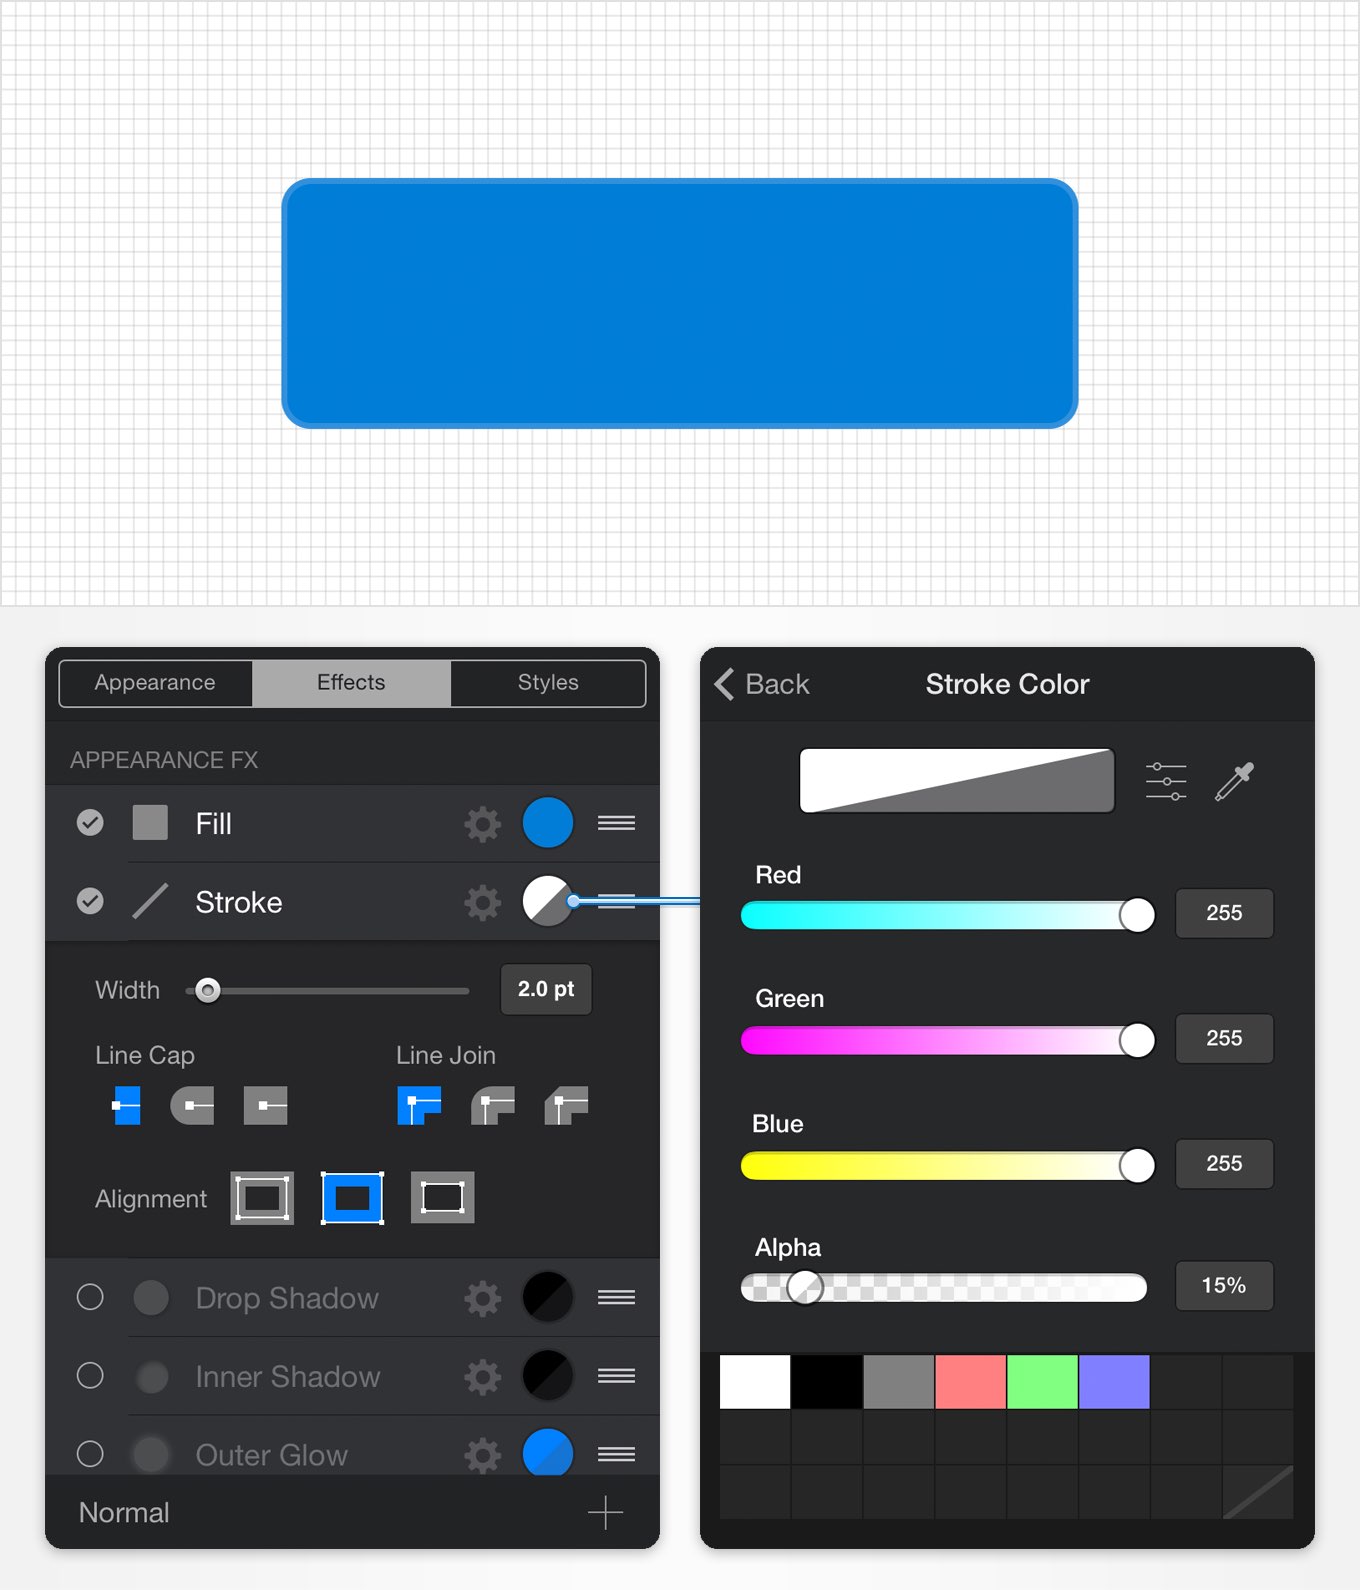 Appearance Effects Styles
APPEARANCE FX
Fill
Stroke
Width 2.0 pt
Line Cap Line Join
Alignment
Drop Shadow
Inner Shadow
Outer Glow
Normal
Back Stroke Color
Red
255
Green
255
Blue
255
Alpha
15%